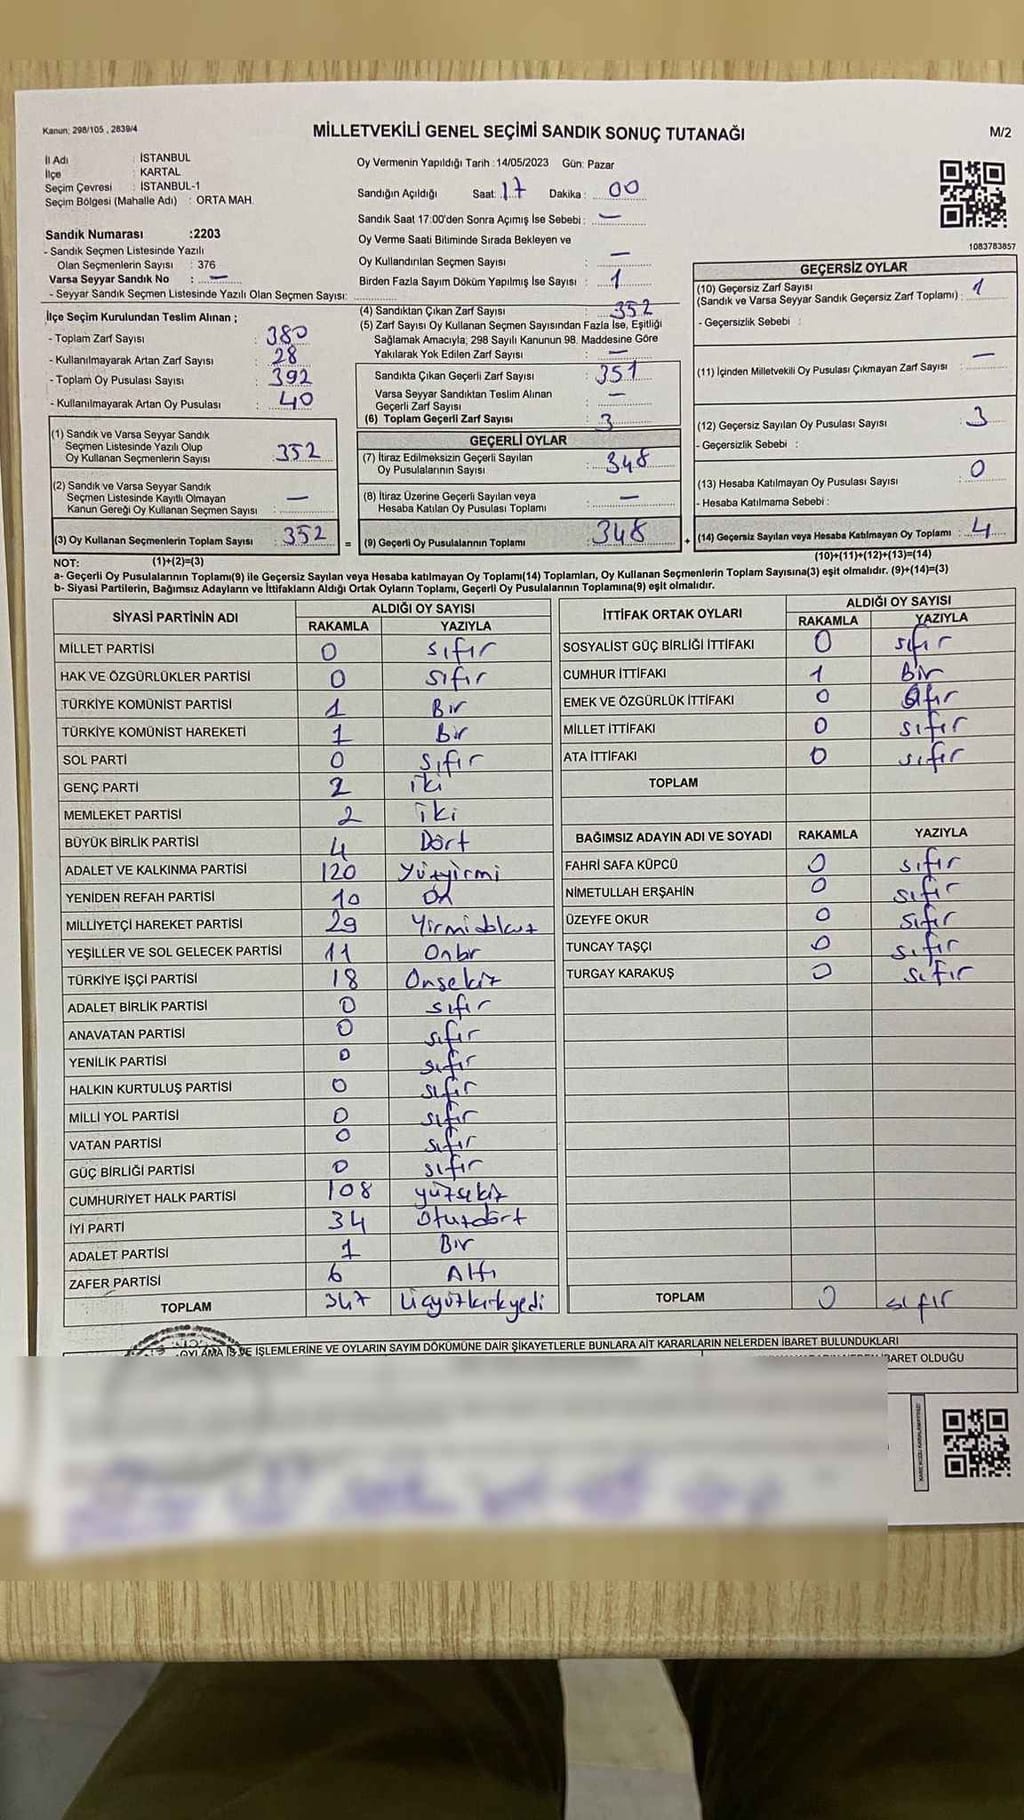 Kanun: 298/105 , 2839/4
MİLLETVEKİLİ GENEL SEÇİMİ SANDIK SONUÇ TUTANAĞI
M/2
İl Adı : İSTANBUL
İlçe : KARTAL
Seçim Çevresi : İSTANBUL-1
Seçim Bölgesi (Mahalle Adı) : ORTA MAH.
Sandık Numarası :2203
- Sandık Seçmen Listesinde Yazılı
Olan Seçmenlerin Sayısı : 376
Varsa Seyyar Sandık No : —
- Seyyar Sandık Seçmen Listesinde Yazılı Olan Seçmen Sayısı:
Oy Vermenin Yapıldığı Tarih :14/05/2023 Gün: Pazar
Sandığın Açıldığı Saat: 17 Dakika : 00
Sandık Saat 17:00'den Sonra Açımış İse Sebebi : —
Oy Verme Saati Bitiminde Sırada Bekleyen ve
Oy Kullandırılan Seçmen Sayısı : —
Birden Fazla Sayım Döküm Yapılmış İse Sayısı : 1
1083783857
İlçe Seçim Kurulundan Teslim Alınan ;
- Toplam Zarf Sayısı : 380
- Kullanılmayarak Artan Zarf Sayısı : 28
- Toplam Oy Pusulası Sayısı : 392
- Kullanılmayarak Artan Oy Pusulası : 40
(1) Sandık ve Varsa Seyyar Sandık
Seçmen Listesinde Yazılı Olup
Oy Kullanan Seçmenlerin Sayısı : 352
(2) Sandık ve Varsa Seyyar Sandık
Seçmen Listesinde Kayıtlı Olmayan
Kanun Gereği Oy Kullanan Seçmen Sayısı : —
(3) Oy Kullanan Seçmenlerin Toplam Sayısı : 352
(4) Sandıktan Çıkan Zarf Sayısı : 352
(5) Zarf Sayısı Oy Kullanan Seçmen Sayısından Fazla İse, Eşitliği
Sağlamak Amacıyla; 298 Sayılı Kanunun 98. Maddesine Göre
Yakılarak Yok Edilen Zarf Sayısı : —
Sandıkta Çıkan Geçerli Zarf Sayısı : 351
Varsa Seyyar Sandıktan Teslim Alınan
Geçerli Zarf Sayısı : —
(6) Toplam Geçerli Zarf Sayısı : 3
GEÇERLİ OYLAR
(7) İtiraz Edilmeksizin Geçerli Sayılan
Oy Pusulalarının Sayısı : 348
(8) İtiraz Üzerine Geçerli Sayılan veya
Hesaba Katılan Oy Pusulası Toplamı : —
= (9) Geçerli Oy Pusulalarının Toplamı : 348
GEÇERSİZ OYLAR
(10) Geçersiz Zarf Sayısı
(Sandık ve Varsa Seyyar Sandık Geçersiz Zarf Toplamı) : 1
- Geçersizlik Sebebi :
(11) İçinden Milletvekili Oy Pusulası Çıkmayan Zarf Sayısı : —
(12) Geçersiz Sayılan Oy Pusulası Sayısı : 3
- Geçersizlik Sebebi :
(13) Hesaba Katılmayan Oy Pusulası Sayısı : 0
- Hesaba Katılmama Sebebi :
+ (14) Geçersiz Sayılan veya Hesaba Katılmayan Oy Toplamı : 4
NOT: (1)+(2)=(3)
(10)+(11)+(12)+(13)=(14)
a- Geçerli Oy Pusulalarının Toplamı(9) ile Geçersiz Sayılan veya Hesaba katılmayan Oy Toplamı(14) Toplamları, Oy Kullanan Seçmenlerin Toplam Sayısına(3) eşit olmalıdır. (9)+(14)=(3)
b- Siyasi Partilerin, Bağımsız Adayların ve İttifakların Aldığı Ortak Oyların Toplamı, Geçerli Oy Pusulalarının Toplamına(9) eşit olmalıdır.
SİYASİ PARTİNİN ADI ALDIĞI OY SAYISI
RAKAMLA YAZIYLA
MİLLET PARTİSİ 0 sıfır
HAK VE ÖZGÜRLÜKLER PARTİSİ 0 sıfır
TÜRKİYE KOMÜNİST PARTİSİ 1 Bir
TÜRKİYE KOMÜNİST HAREKETİ 1 Bir
SOL PARTİ 0 sıfır
GENÇ PARTİ 2 iki
MEMLEKET PARTİSİ 2 iki
BÜYÜK BİRLİK PARTİSİ 4 Dört
ADALET VE KALKINMA PARTİSİ 120 Yüzyirmi
YENİDEN REFAH PARTİSİ 10 On
MİLLİYETÇİ HAREKET PARTİSİ 29 Yirmidokuz
YEŞİLLER VE SOL GELECEK PARTİSİ 11 Onbir
TÜRKİYE İŞÇİ PARTİSİ 18 Onsekiz
ADALET BİRLİK PARTİSİ 0 sıfır
ANAVATAN PARTİSİ 0 sıfır
YENİLİK PARTİSİ 0 sıfır
HALKIN KURTULUŞ PARTİSİ 0 sıfır
MİLLİ YOL PARTİSİ 0 sıfır
VATAN PARTİSİ 0 sıfır
GÜÇ BİRLİĞİ PARTİSİ 0 sıfır
CUMHURİYET HALK PARTİSİ 108 yüzsekiz
İYİ PARTİ 34 Otuzdört
ADALET PARTİSİ 1 Bir
ZAFER PARTİSİ 6 Altı
TOPLAM 347 Üçyüzkırkyedi
İTTİFAK ORTAK OYLARI ALDIĞI OY SAYISI
RAKAMLA YAZIYLA
SOSYALİST GÜÇ BİRLİĞİ İTTİFAKI 0 sıfır
CUMHUR İTTİFAKI 1 Bir
EMEK VE ÖZGÜRLÜK İTTİFAKI 0 sıfır
MİLLET İTTİFAKI 0 sıfır
ATA İTTİFAKI 0 sıfır
TOPLAM
BAĞIMSIZ ADAYIN ADI VE SOYADI RAKAMLA YAZIYLA
FAHRİ SAFA KÜPCÜ 0 sıfır
NİMETULLAH ERŞAHİN 0 sıfır
ÜZEYFE OKUR 0 sıfır
TUNCAY TAŞÇI 0 sıfır
TURGAY KARAKUŞ 0 sıfır
TOPLAM 0 sıfır
İŞLEMLERİNE VE OYLARIN SAYIM DÖKÜMÜNE DAİR ŞİKAYETLERLE BUNLARA AİT KARARLARIN NELERDEN İBARET BULUNDUKLARI
İBARET OLDUĞU